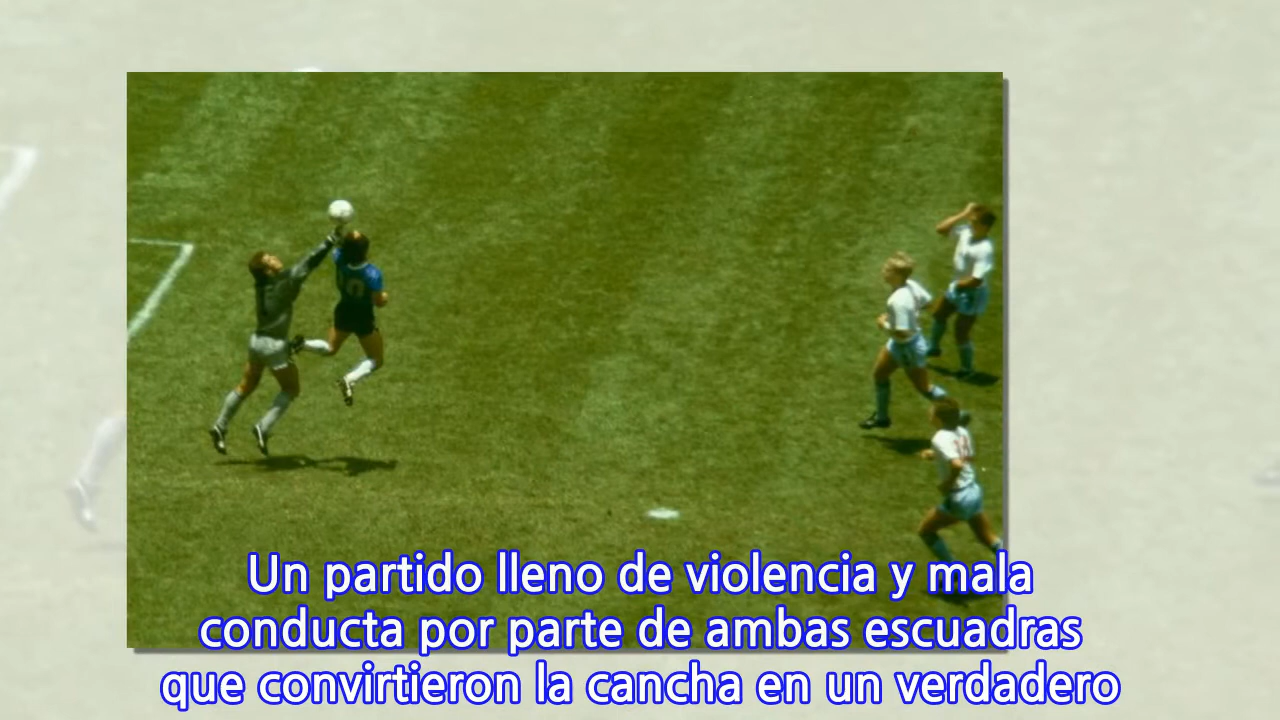 Un partido lleno de violencia y mala
conducta por parte de ambas escuadras
que convirtieron la cancha en un verdadero